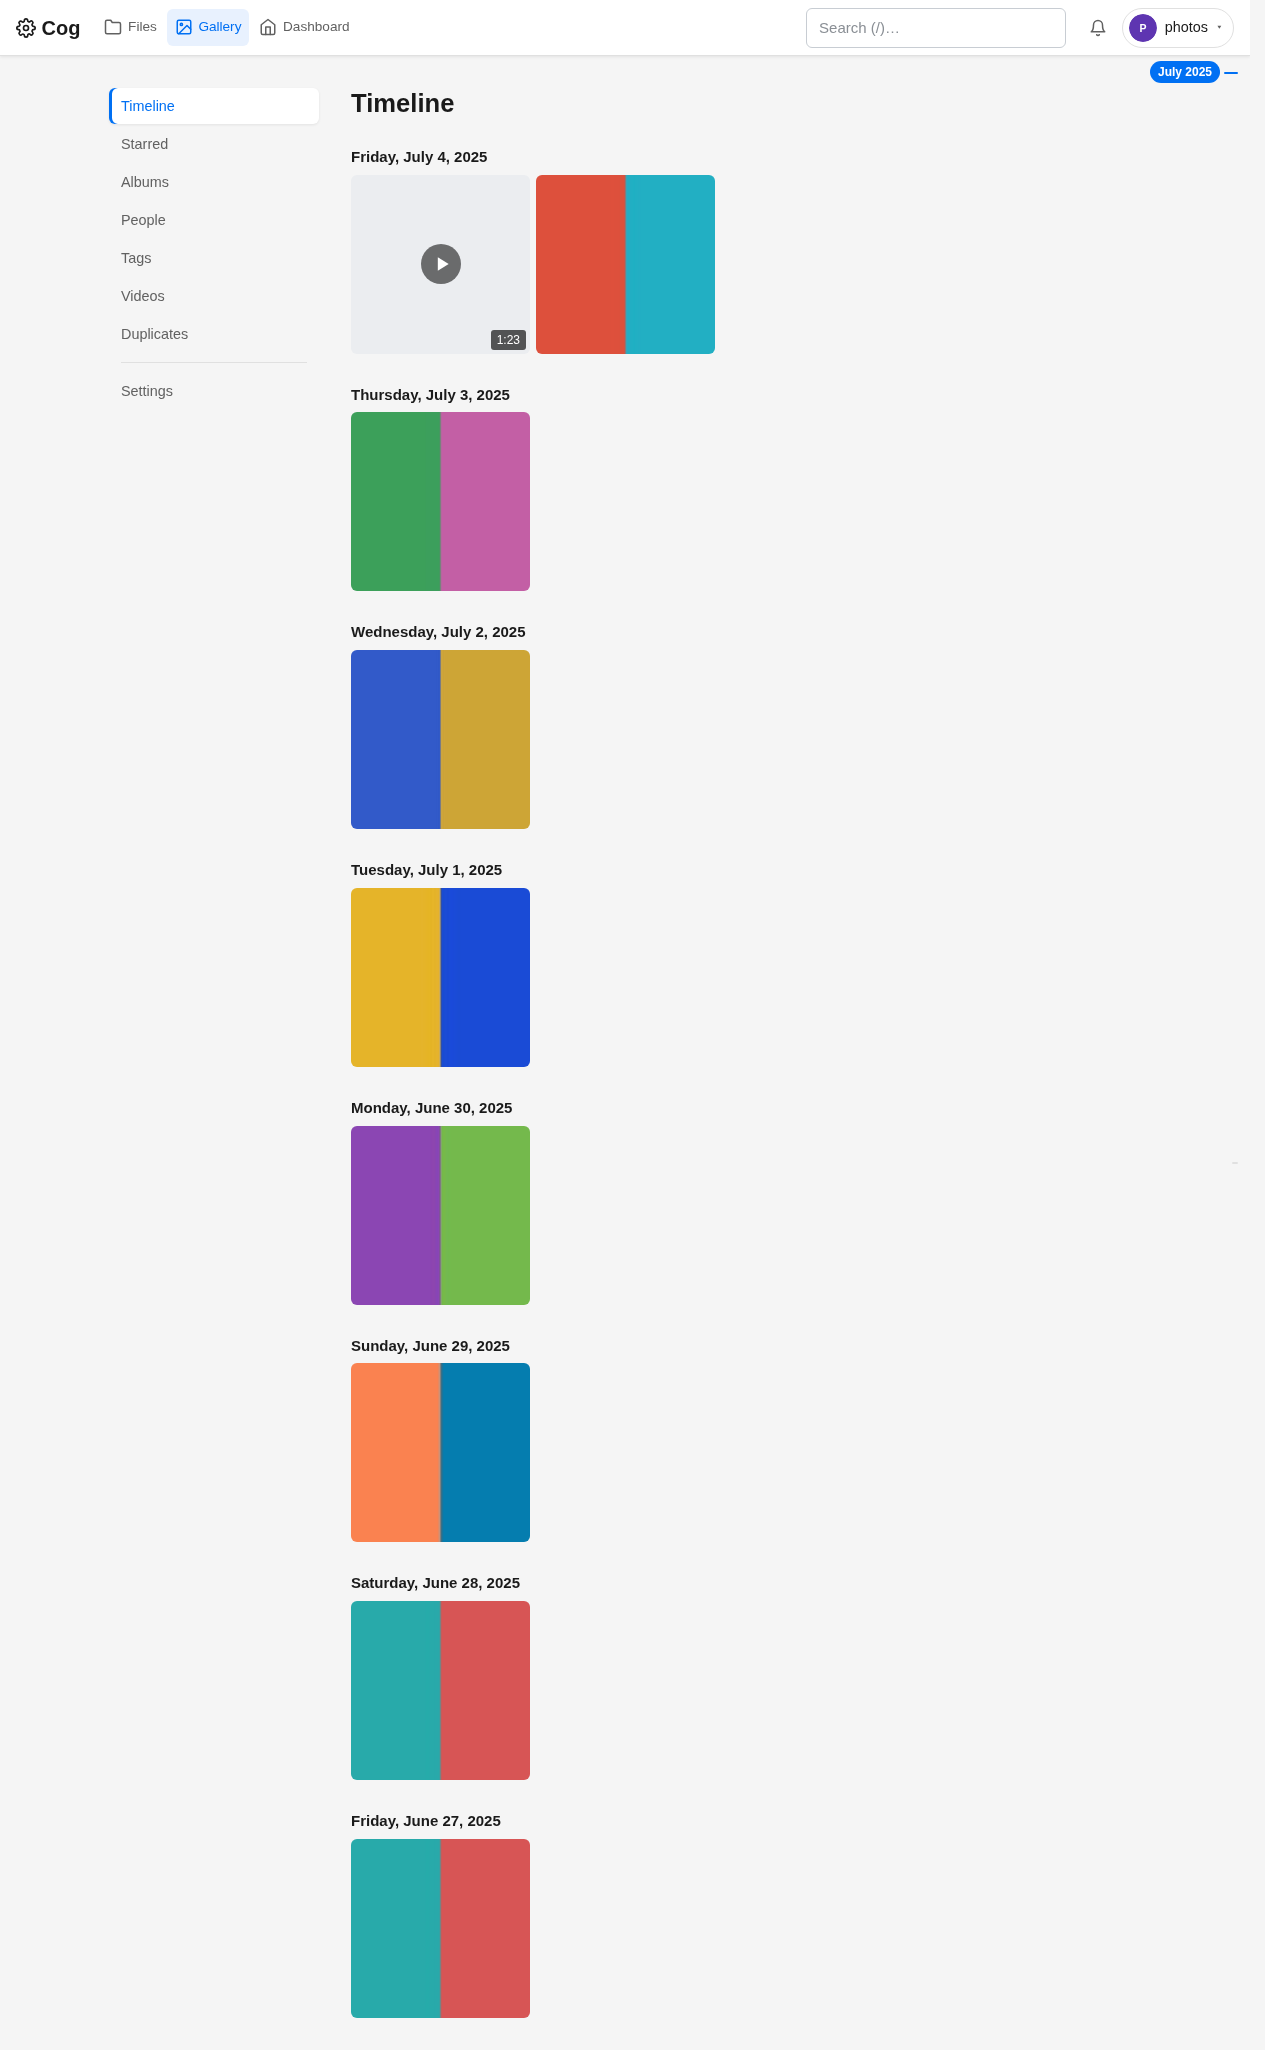 Cog
Files
Gallery
Dashboard
Search (/)…
P
photos
July 2025
Timeline
Starred
Albums
People
Tags
Videos
Duplicates
Settings
Timeline
Friday, July 4, 2025
1:23
Thursday, July 3, 2025
Wednesday, July 2, 2025
Tuesday, July 1, 2025
Monday, June 30, 2025
Sunday, June 29, 2025
Saturday, June 28, 2025
Friday, June 27, 2025